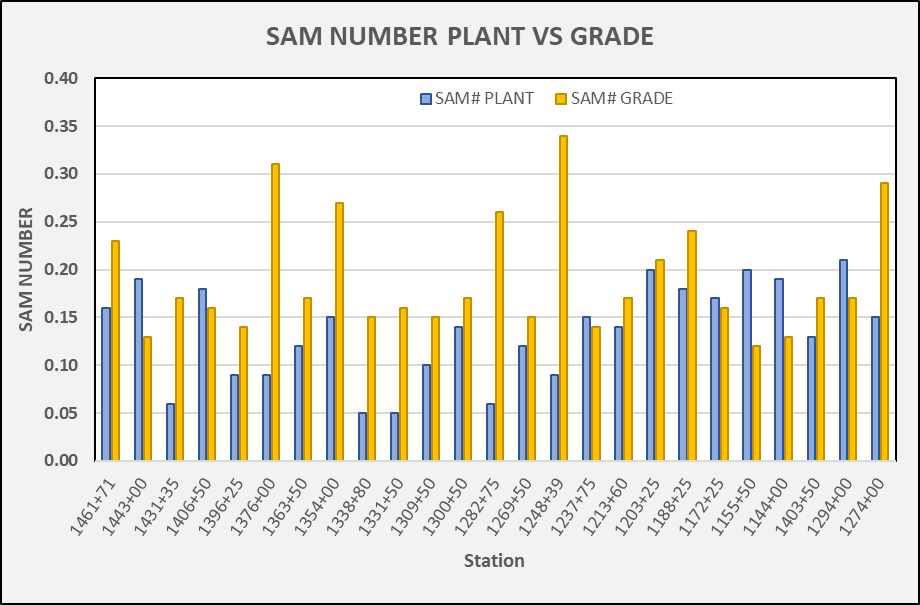 SAM NUMBER PLANT VS GRADE
SAM# PLANT SAM# GRADE
0.40
0.35
0.30
0.25
0.20
0.15
0.10
0.05
0.00
SAM NUMBER
1461+71 1443+00 1431+35 1406+50 1396+25 1376+00 1363+50 1354+00 1338+80 1331+50 1309+50 1300+50 1282+75 1269+50 1248+39 1237+75 1213+60 1203+25 1188+25 1172+25 1155+50 1144+00 1403+50 1294+00 1274+00
Station